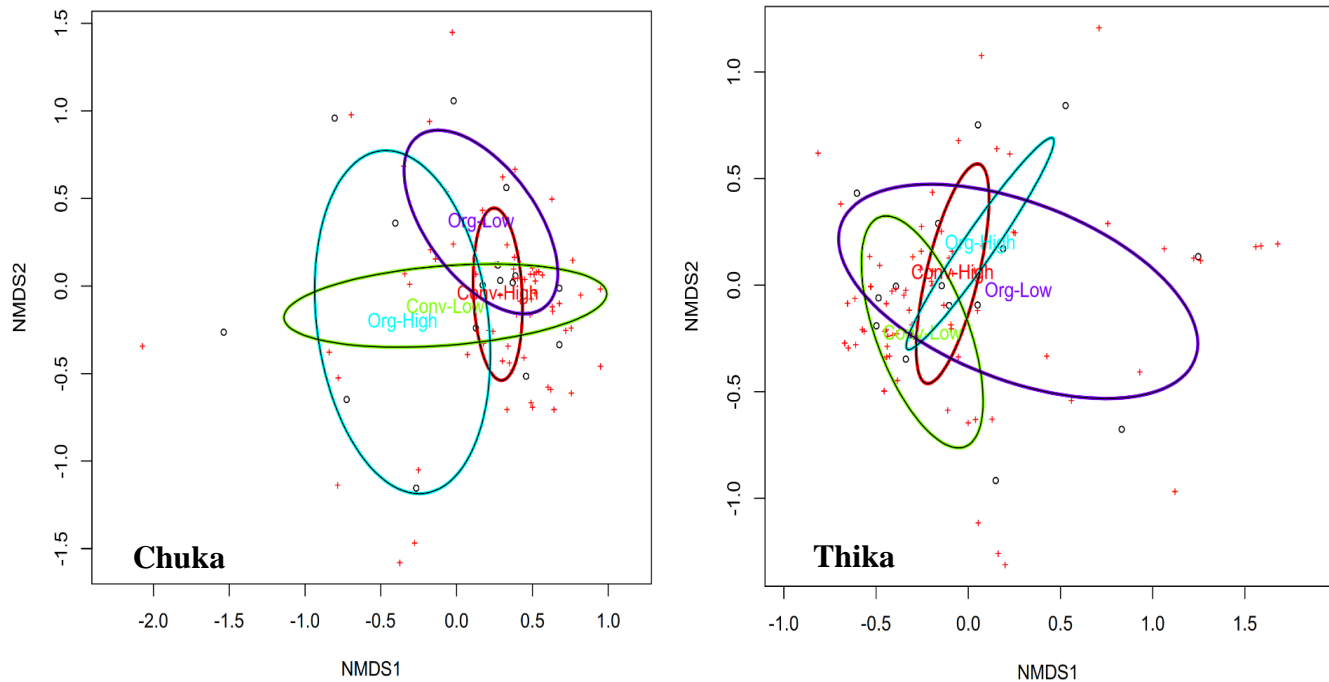 1.5
1.0
0.5
0.0
-0.5
-1.0
-1.5
NMDS2
Org-Low
Conv-High
Conv-Low
Org-High
Chuka
-2.0 -1.5 -1.0 -0.5 0.0 0.5 1.0
NMDS1
1.0
0.5
0.0
-0.5
-1.0
NMDS2
Org-High
Conv-High
Org-Low
Conv-Low
Thika
-1.0 -0.5 0.0 0.5 1.0 1.5
NMDS1